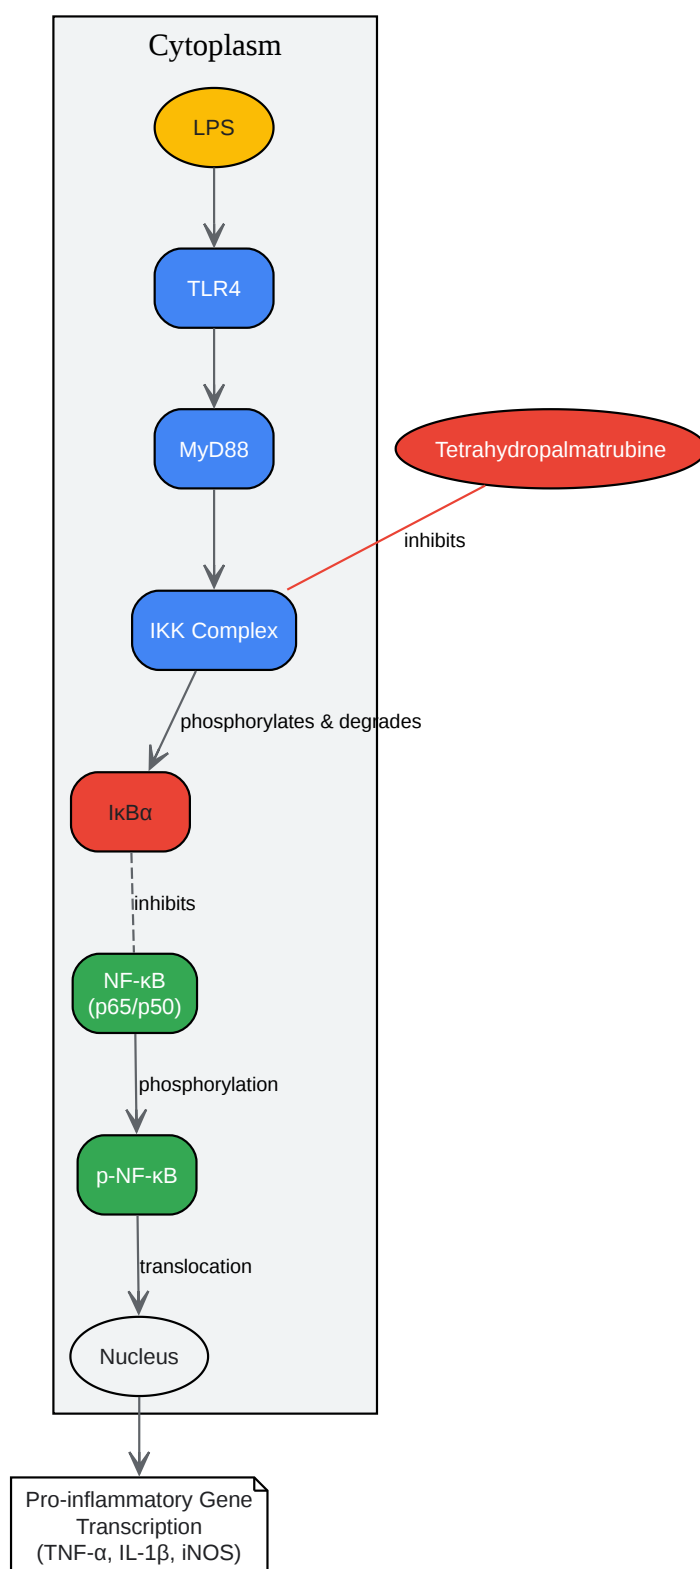 Cytoplasm
LPS
TLR4
MyD88
Tetrahydropalmatrubine
inhibits
IKK Complex
phosphorylates & degrades
IκBα
inhibits
NF-κB
(p65/p50)
phosphorylation
p-NF-κB
translocation
Nucleus
Pro-inflammatory Gene
Transcription
(TNF-α, IL-1β, iNOS)